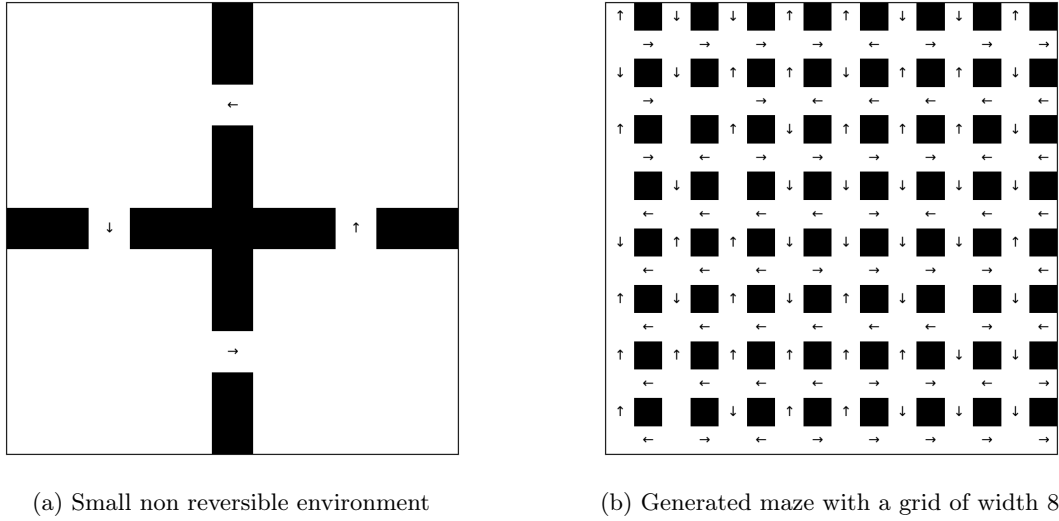 ←
↓ ↑
→
↑ ↓ ↓ ↑ ↑ ↓ ↓ ↑
→ → → → ← → → →
↓ ↓ ↑ ↑ ↓ ↑ ↑ ↓
→ → ← ← ← ← ←
↑ ↑ ↓ ↑ ↑ ↑ ↓
→ ← → → → → ← ←
↓ ↓ ↓ ↓ ↓ ↓
← ← ← ← → ← ← ←
↓ ↑ ↑ ↓ ↓ ↓ ↓ ↑ ↓
← ← ← → → → → ←
↑ ↓ ↑ ↓ ↑ ↓ ↓
← ← ← ← ← ← → ←
↑ ↑ ↑ ↑ ↑ ↑ ↓ ↓
← ← ← → → ← ← →
↑ ↓ ↑ ↑ ↓ ↓ ↓
← → ← → → → → →
(a) Small non reversible environment
(b) Generated maze with a grid of width 8